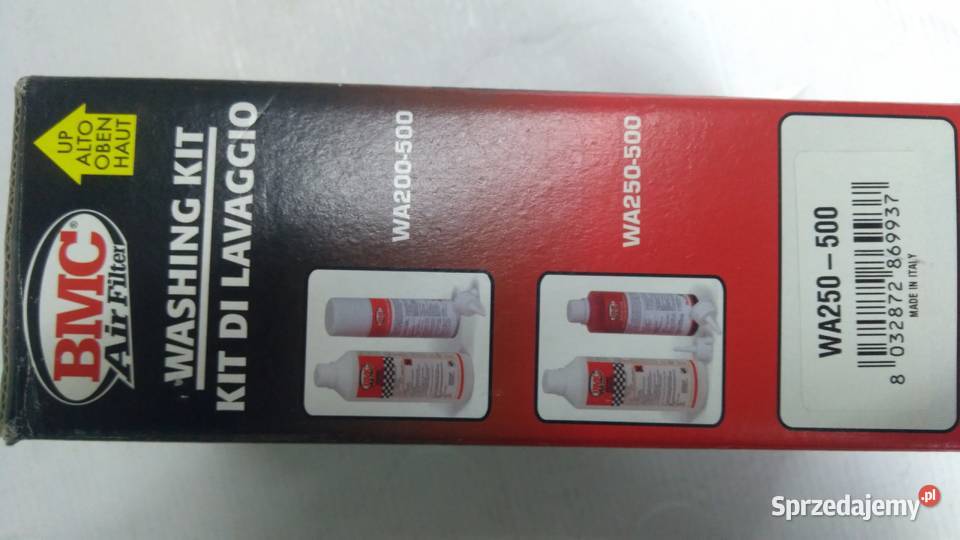 UP
ALTO
OBEN
HAUT
BMC®
Air Filter
WASHING KIT
KIT DI LAVAGGIO
WA200-500
WA250-500
WA250-500
8 032872 869937
MADE IN ITALY
Sprzedajemy.pl